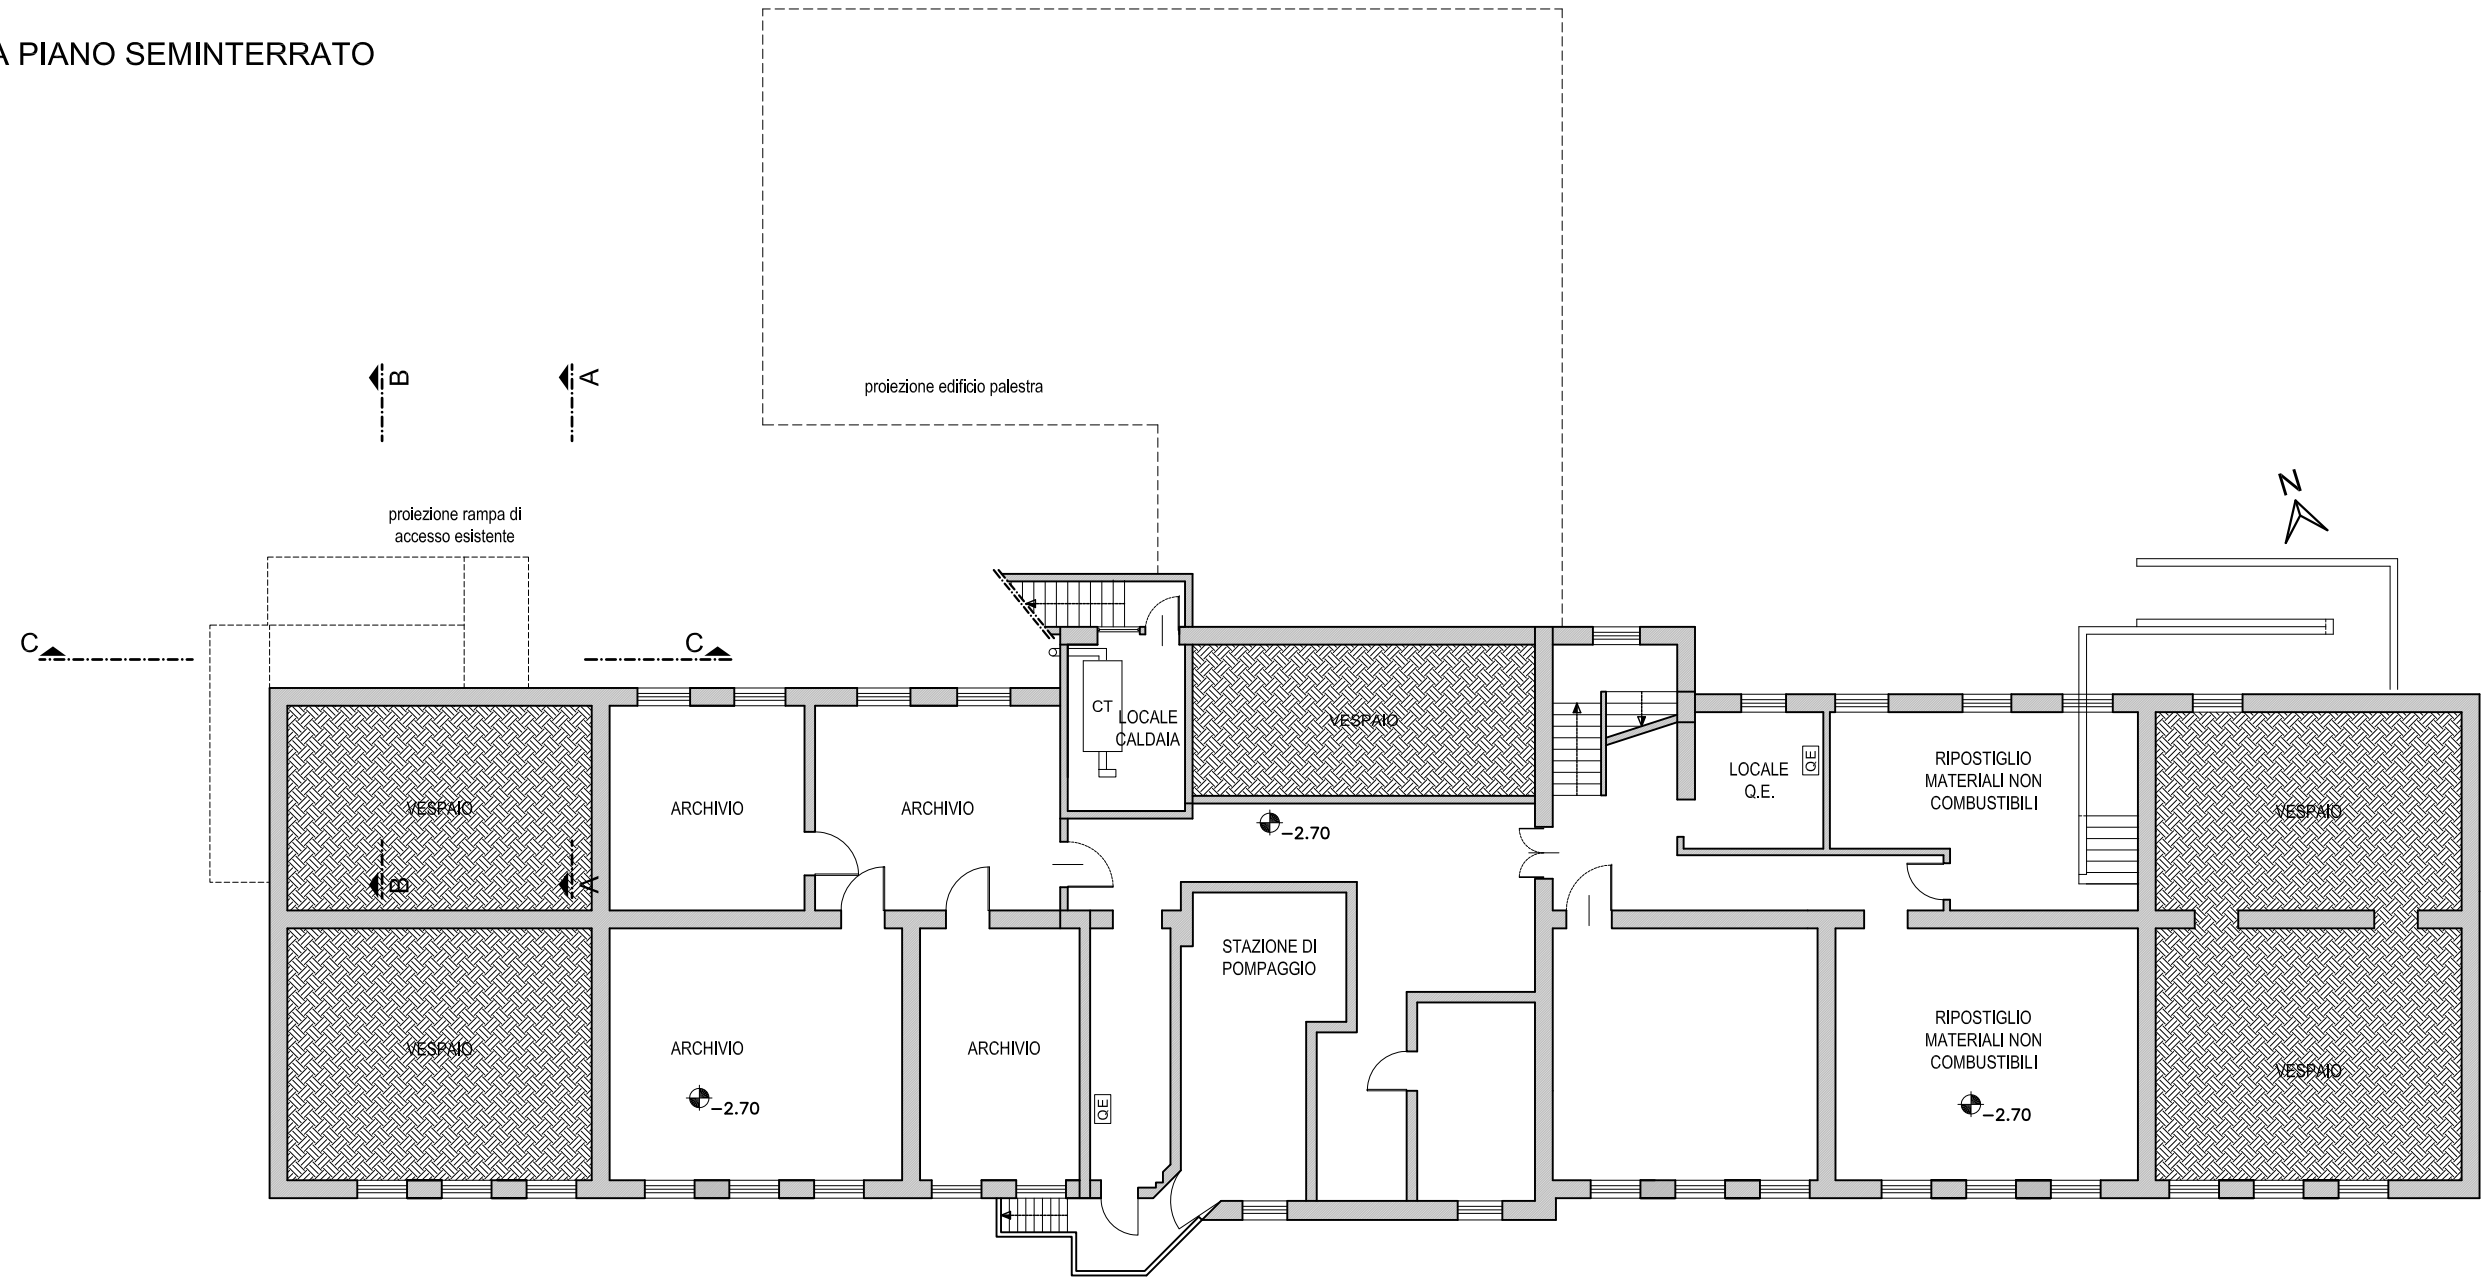 A PIANO SEMINTERRATO
proiezione edificio palestra
B
A
N
proiezione rampa di
accesso esistente
C
C
CT
LOCALE
CALDAIA
VESPAIO
LOCALE
Q.E.
QE
RIPOSTIGLIO
MATERIALI NON
COMBUSTIBILI
VESPAIO
ARCHIVIO
ARCHIVIO
VESPAIO
-2.70
B
A
STAZIONE DI
POMPAGGIO
VESPAIO
ARCHIVIO
ARCHIVIO
RIPOSTIGLIO
MATERIALI NON
COMBUSTIBILI
VESPAIO
-2.70
QE
-2.70